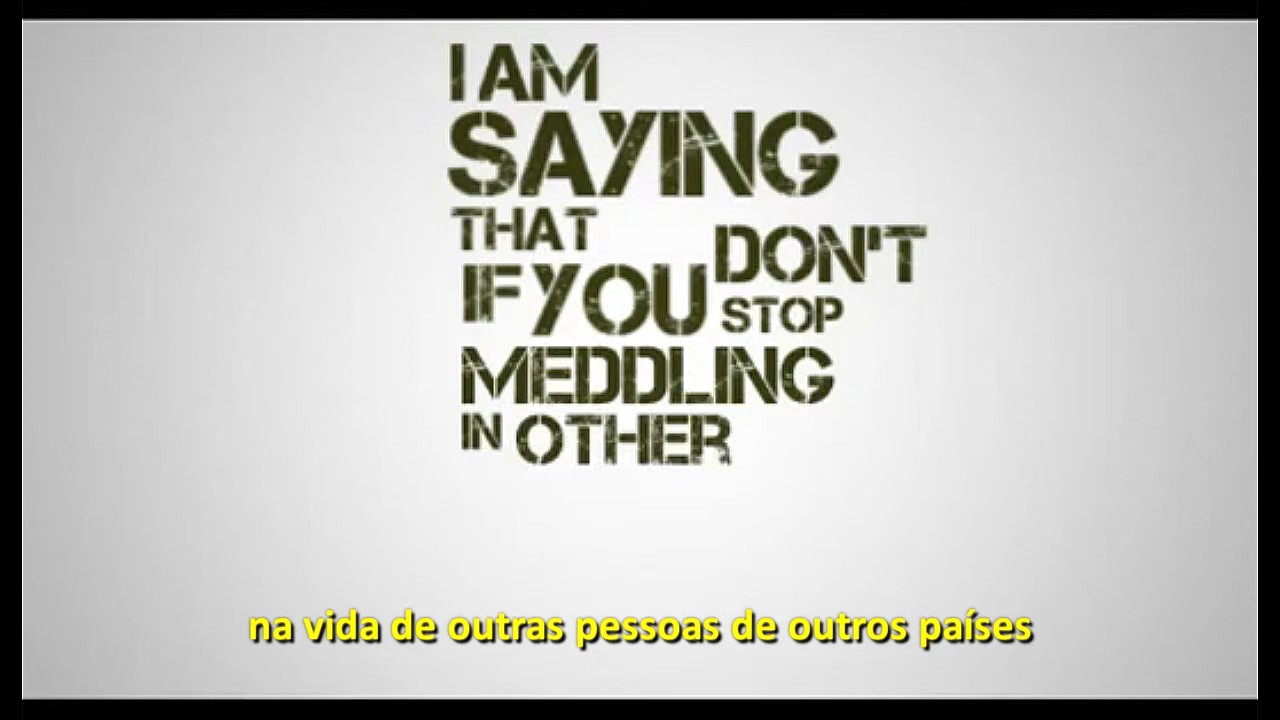 I AM
SAYING
THAT
IF YOU DON'T
STOP
MEDDLING
IN OTHER
na vida de outras pessoas de outros países